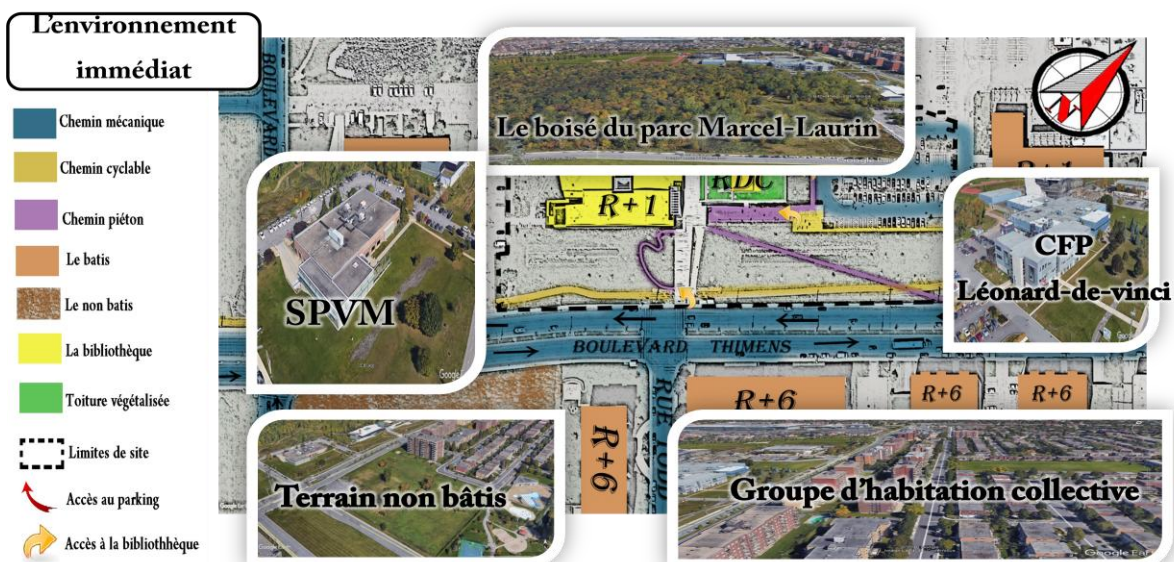 L'environnement
immédiat
Chemin mécanique
Chemin cyclable
Chemin piéton
Le batis
Le non batis
La bibliothèque
Toiture végétalisée
Limites de site
Accès au parking
Accès à la bibliothhèque
BOULEVARD
Le boisé du parc Marcel-Laurin
R+1
RDC
R+1
SPVM
CFP
Léonard-de-vinci
BOULEVARD THIMENS
R+6
R+6
R+6
R+6
RUE
Terrain non bâtis
Groupe d'habitation collective
Google Earth